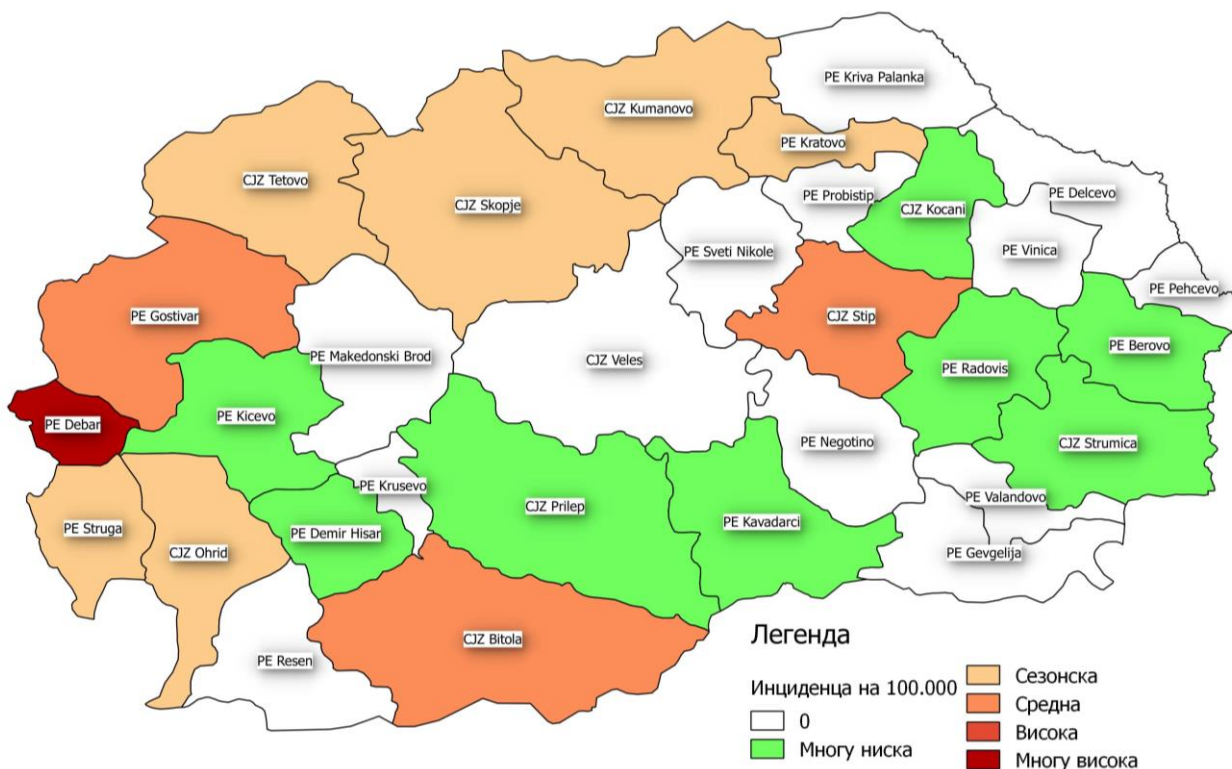 PE Kriva Palanka
CJZ Kumanovo
PE Kratovo
CJZ Tetovo
CJZ Skopje
PE Probistip
CJZ Kocani
PE Delcevo
PE Sveti Nikole
PE Vinica
PE Pehcevo
PE Gostivar
CJZ Stip
PE Makedonski Brod
CJZ Veles
PE Berovo
PE Radovis
PE Debar
PE Kicevo
PE Negotino
CJZ Strumica
PE Krusevo
CJZ Prilep
PE Valandovo
PE Struga
PE Demir Hisar
PE Kavadarci
CJZ Ohrid
PE Gevgelija
CJZ Bitola
PE Resen
Легенда
Инциденца на 100.000
0
Многу ниска
Сезонска
Средна
Висока
Многу висока